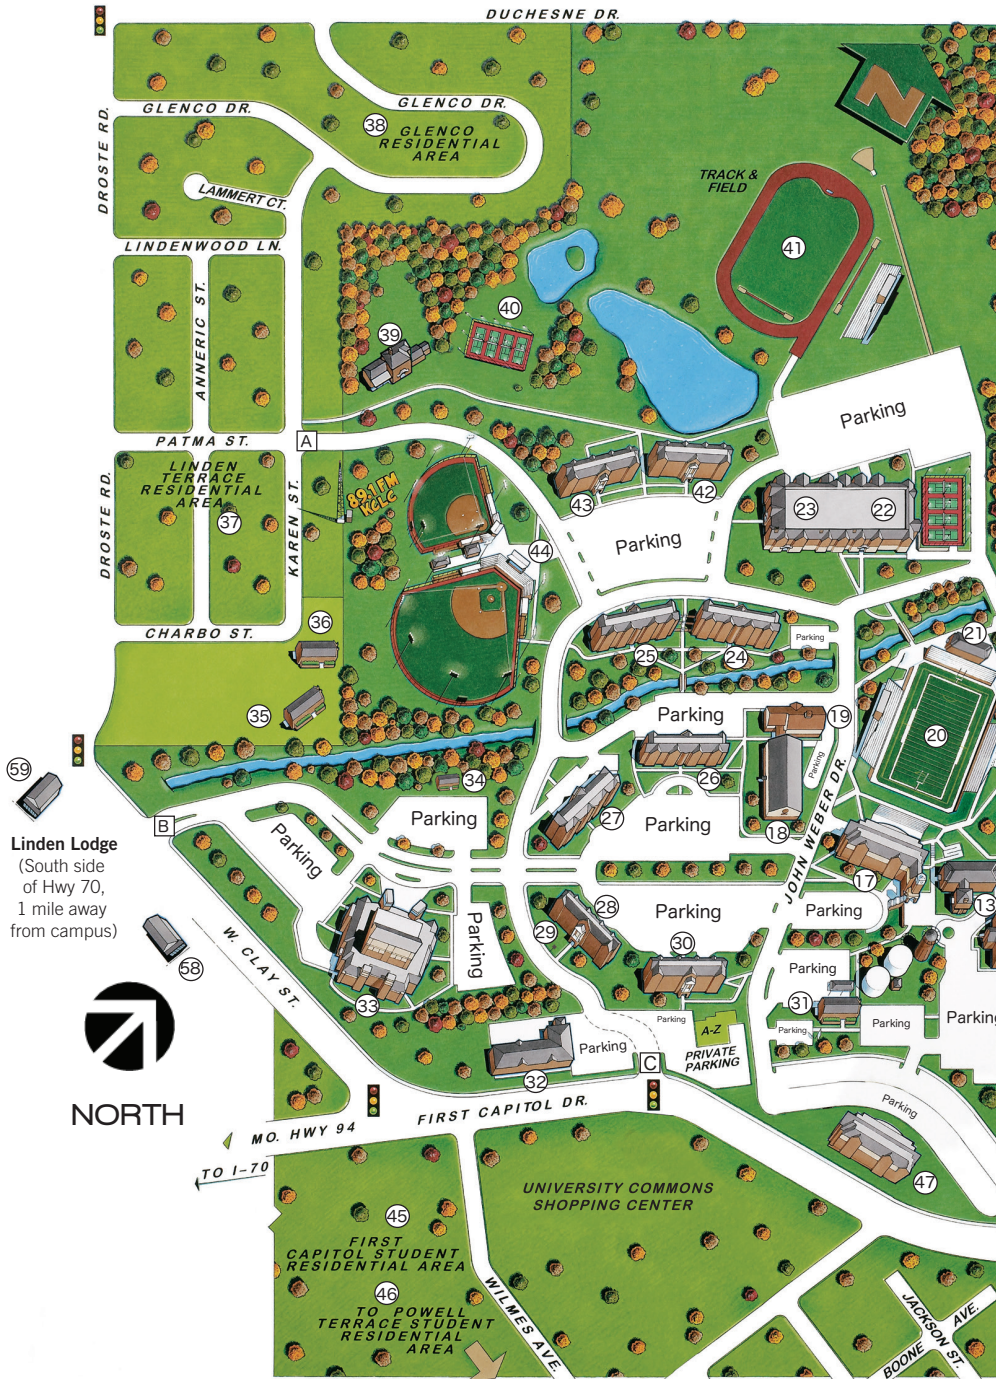 DUCHESNE DR.
GLENCO DR.
GLENCO DR.
38
GLENCO
RESIDENTIAL
AREA
N
DROSTE RD.
LAMMERT CT.
TRACK &
FIELD
41
LINDENWOOD LN.
ANNERIC ST.
40
39
Parking
PATMA ST.
A
LINDEN
TERRACE
RESIDENTIAL
AREA
37
DROSTE RD.
KAREN ST.
89.1 FM
KCLC
43
42
23
22
44
Parking
CHARBO ST.
36
35
25
24
Parking
21
20
Parking
19
26
Parking
18
JOHN WEBER DR.
34
27
59
Linden Lodge
(South side
of Hwy 70,
1 mile away
from campus)
B
Parking
Parking
Parking
17
13
28
29
Parking
Parking
30
Parking
58
W. CLAY ST.
33
Parking
31
Parking
Parking
Parking
NORTH
32
Parking
Parking
A-Z
PRIVATE
PARKING
C
FIRST CAPITOL DR.
MO. HWY 94
TO I-70
Parking
47
UNIVERSITY COMMONS
SHOPPING CENTER
45
FIRST
CAPITOL STUDENT
RESIDENTIAL AREA
46
TO POWELL
TERRACE STUDENT
RESIDENTIAL
AREA
WILMES AVE.
JACKSON ST.
BOONE AVE.